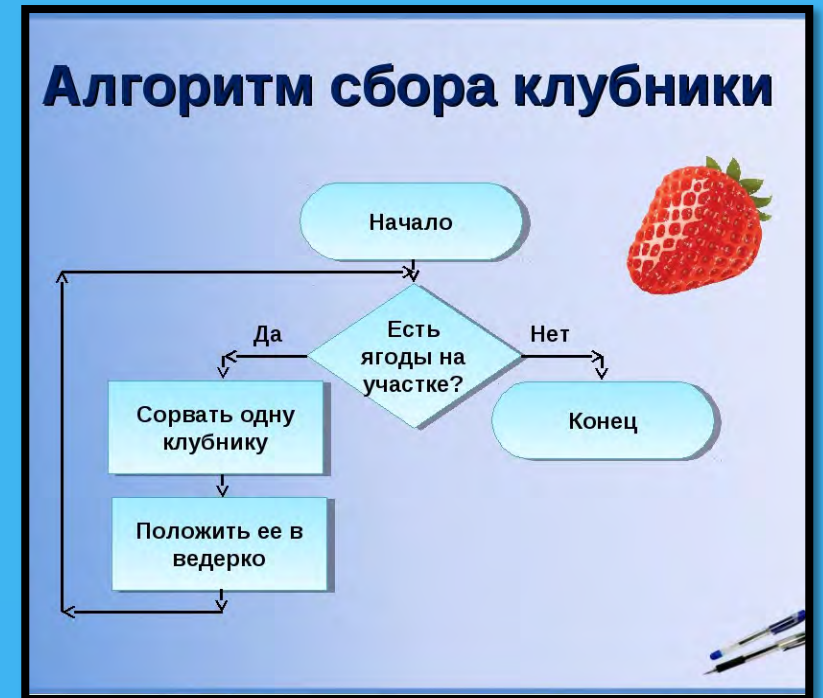 Алгоритм сбора клубники
Начало
Есть
ягоды на
участке?
Да
Нет
Сорвать одну
клубнику
Конец
Положить ее в
ведерко